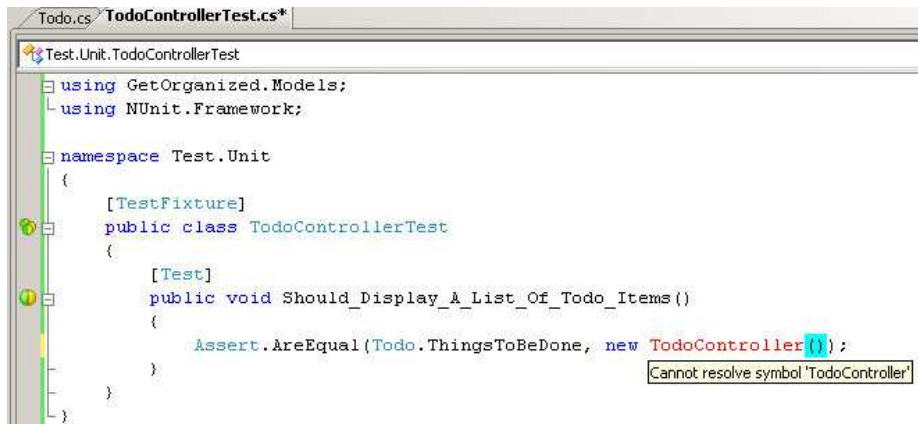 Todo.cs TodoControllerTest.cs*
Test.Unit.TodoControllerTest
using GetOrganized.Models;
using NUnit.Framework;
namespace Test.Unit
{
[TestFixture]
public class TodoControllerTest
{
[Test]
public void Should_Display_A_List_Of_Todo_Items()
{
Assert.AreEqual(Todo.ThingsToBeDone, new TodoController());
}
Cannot resolve symbol 'TodoController'
}
}